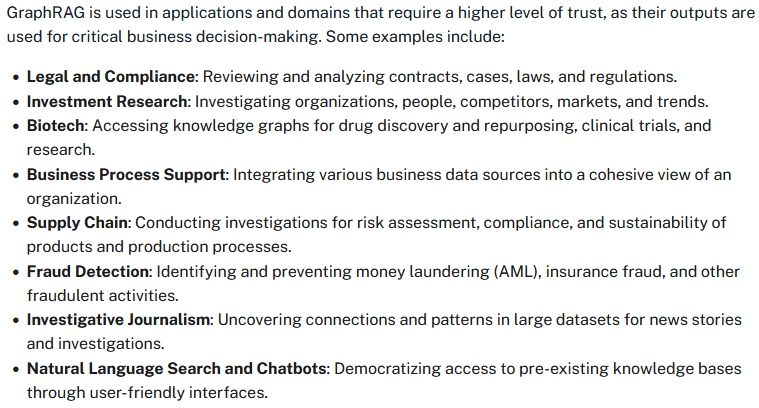 GraphRAG is used in applications and domains that require a higher level of trust, as their outputs are
used for critical business decision-making. Some examples include:
• Legal and Compliance: Reviewing and analyzing contracts, cases, laws, and regulations.
• Investment Research: Investigating organizations, people, competitors, markets, and trends.
• Biotech: Accessing knowledge graphs for drug discovery and repurposing, clinical trials, and
research.
• Business Process Support: Integrating various business data sources into a cohesive view of an
organization.
• Supply Chain: Conducting investigations for risk assessment, compliance, and sustainability of
products and production processes.
• Fraud Detection: Identifying and preventing money laundering (AML), insurance fraud, and other
fraudulent activities.
• Investigative Journalism: Uncovering connections and patterns in large datasets for news stories
and investigations.
• Natural Language Search and Chatbots: Democratizing access to pre-existing knowledge bases
through user-friendly interfaces.